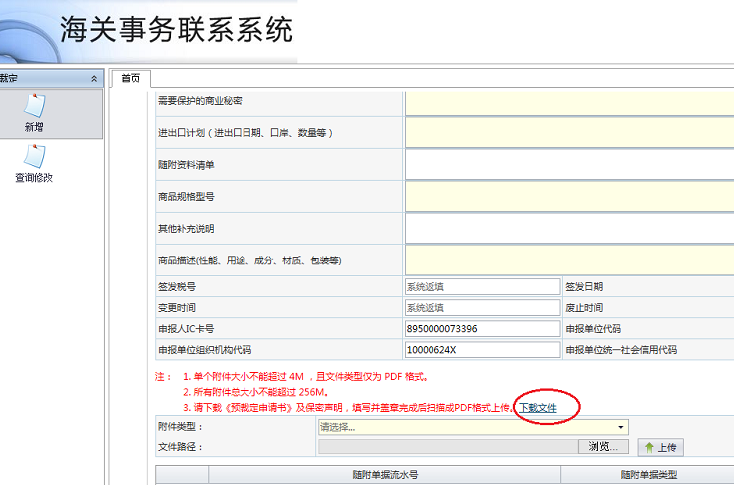 海关事务联系系统
裁定
首页
新增
查询修改
需要保护的商业秘密
进出口计划（进出口日期、口岸、数量等）
随附资料清单
商品规格型号
其他补充说明
商品描述(性能、用途、成分、材质、包装等)
签发税号 系统返填 签发日期
变更时间 系统返填 废止时间
申报人IC卡号 8950000073396 申报单位代码
申报单位组织机构代码 10000624X 申报单位统一社会信用代码
注： 1. 单个附件大小不能超过 4M ，且文件类型仅为 PDF 格式。
2. 所有附件总大小不能超过 256M。
3. 请下载《预裁定申请书》及保密声明，填写并盖章完成后扫描成PDF格式上传。 下载文件
附件类型： 请选择...
文件路径： 浏览... 上传
随附单据流水号 随附单据类型